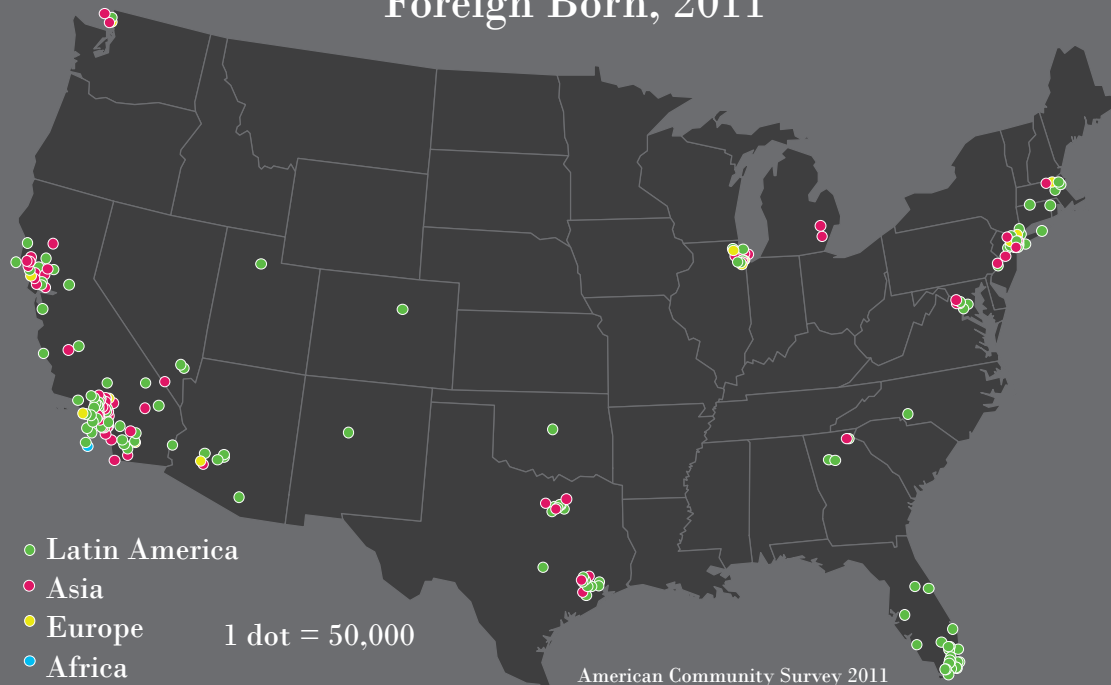 Foreign Born, 2011
Latin America
Asia
Europe
1 dot = 50,000
Africa
American Community Survey 2011